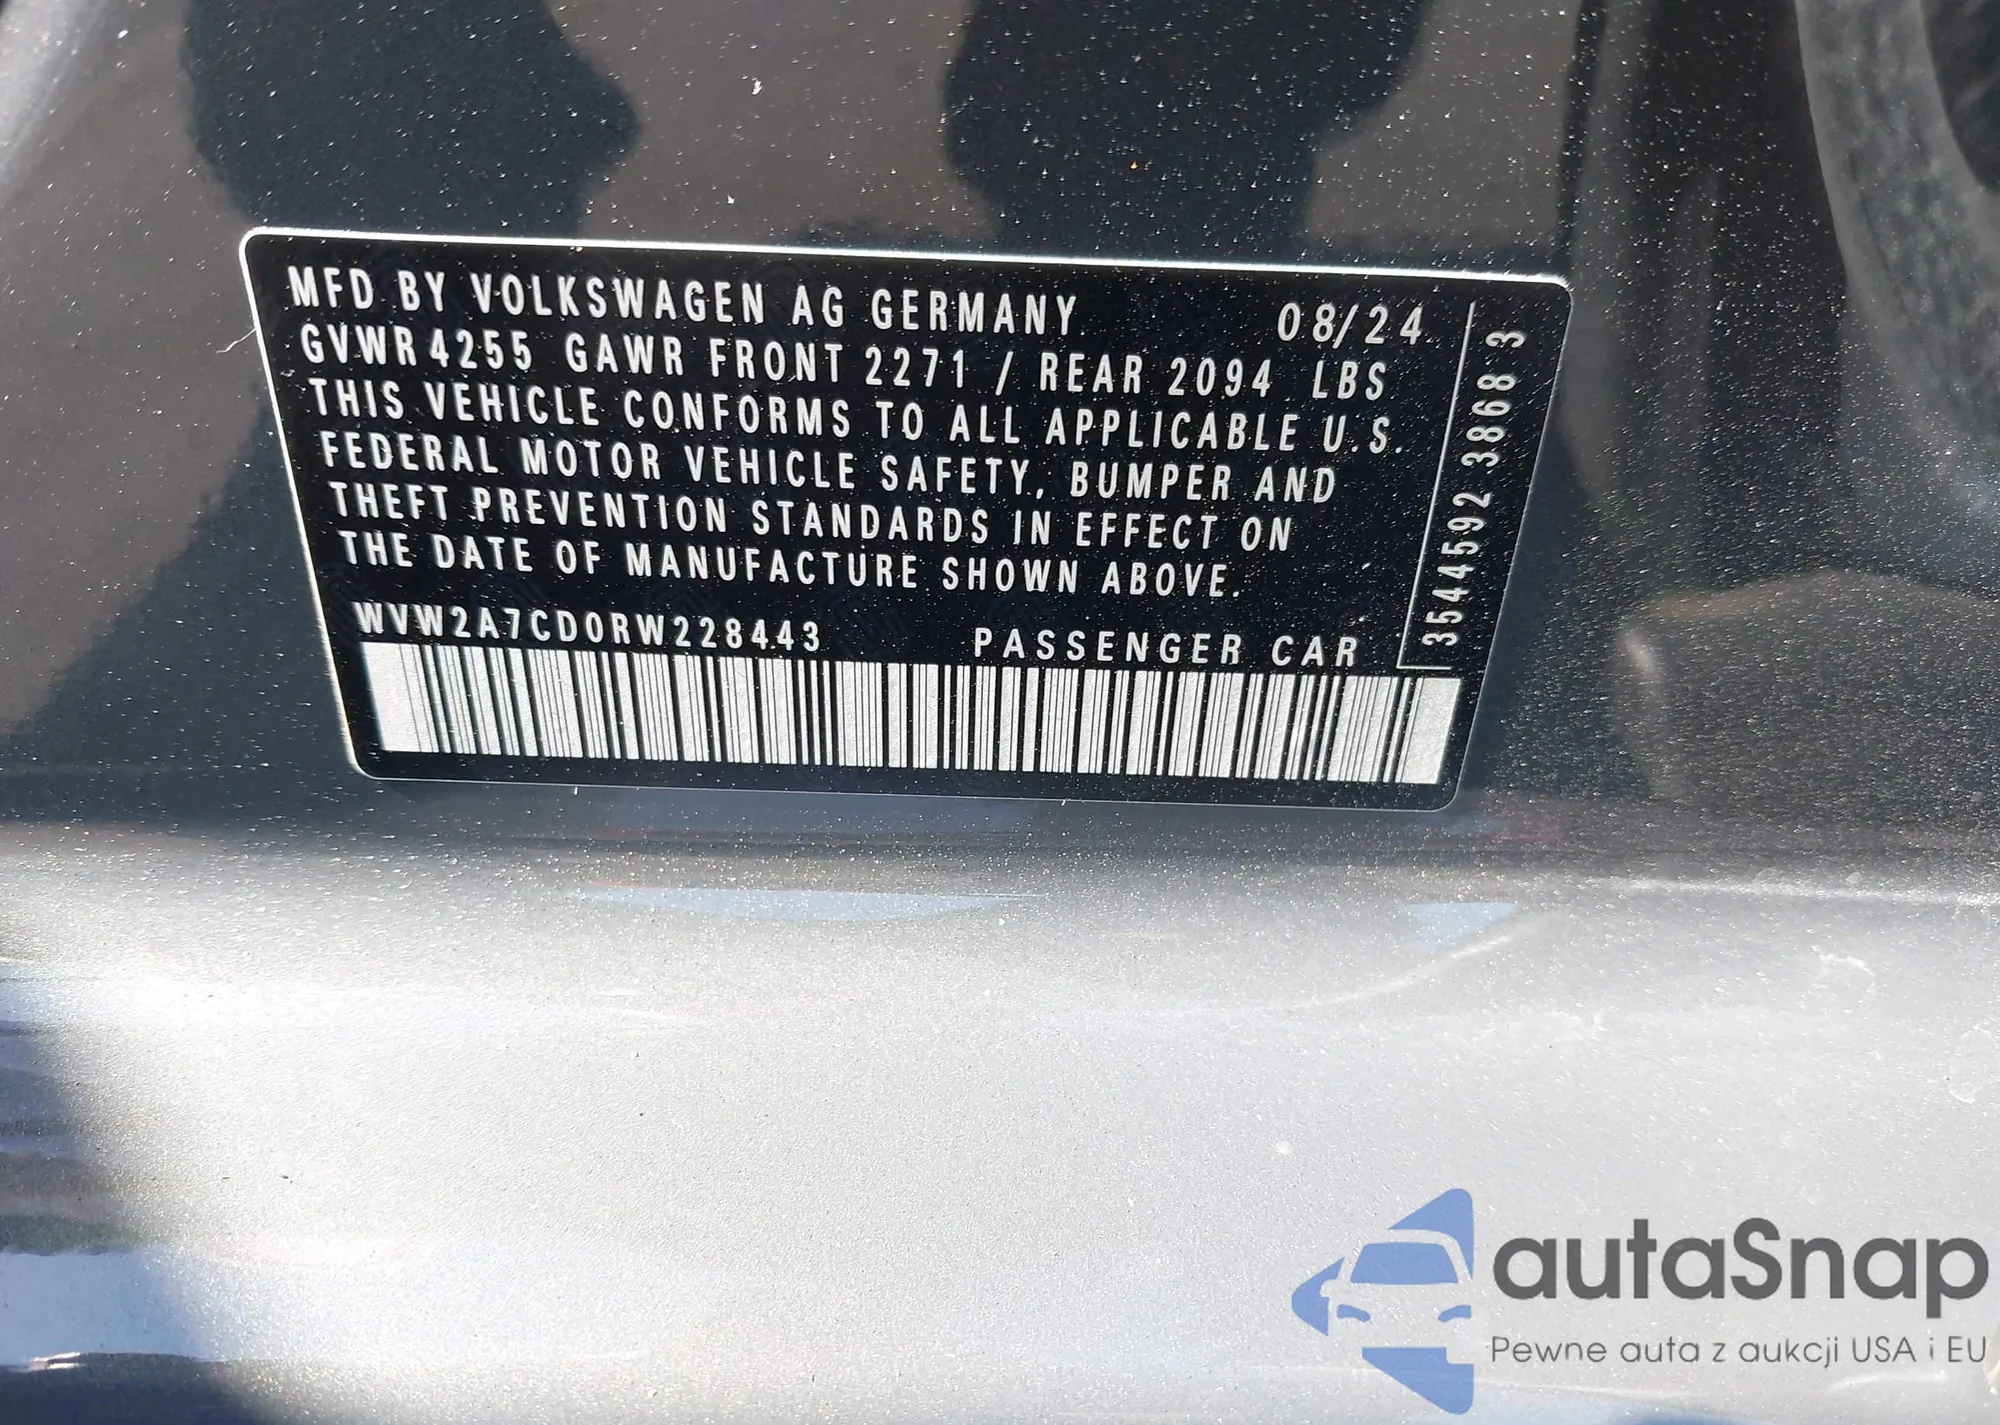 MFD BY VOLKSWAGEN AG GERMANY 08/24
GVWR 4255 GAWR FRONT 2271 / REAR 2094 LBS
THIS VEHICLE CONFORMS TO ALL APPLICABLE U.S.
FEDERAL MOTOR VEHICLE SAFETY, BUMPER AND
THEFT PREVENTION STANDARDS IN EFFECT ON
THE DATE OF MANUFACTURE SHOWN ABOVE.
WVW2A7CD0RW228443 PASSENGER CAR
3544592 3868 3
autaSnap
Pewne auta z aukcji USA i EU